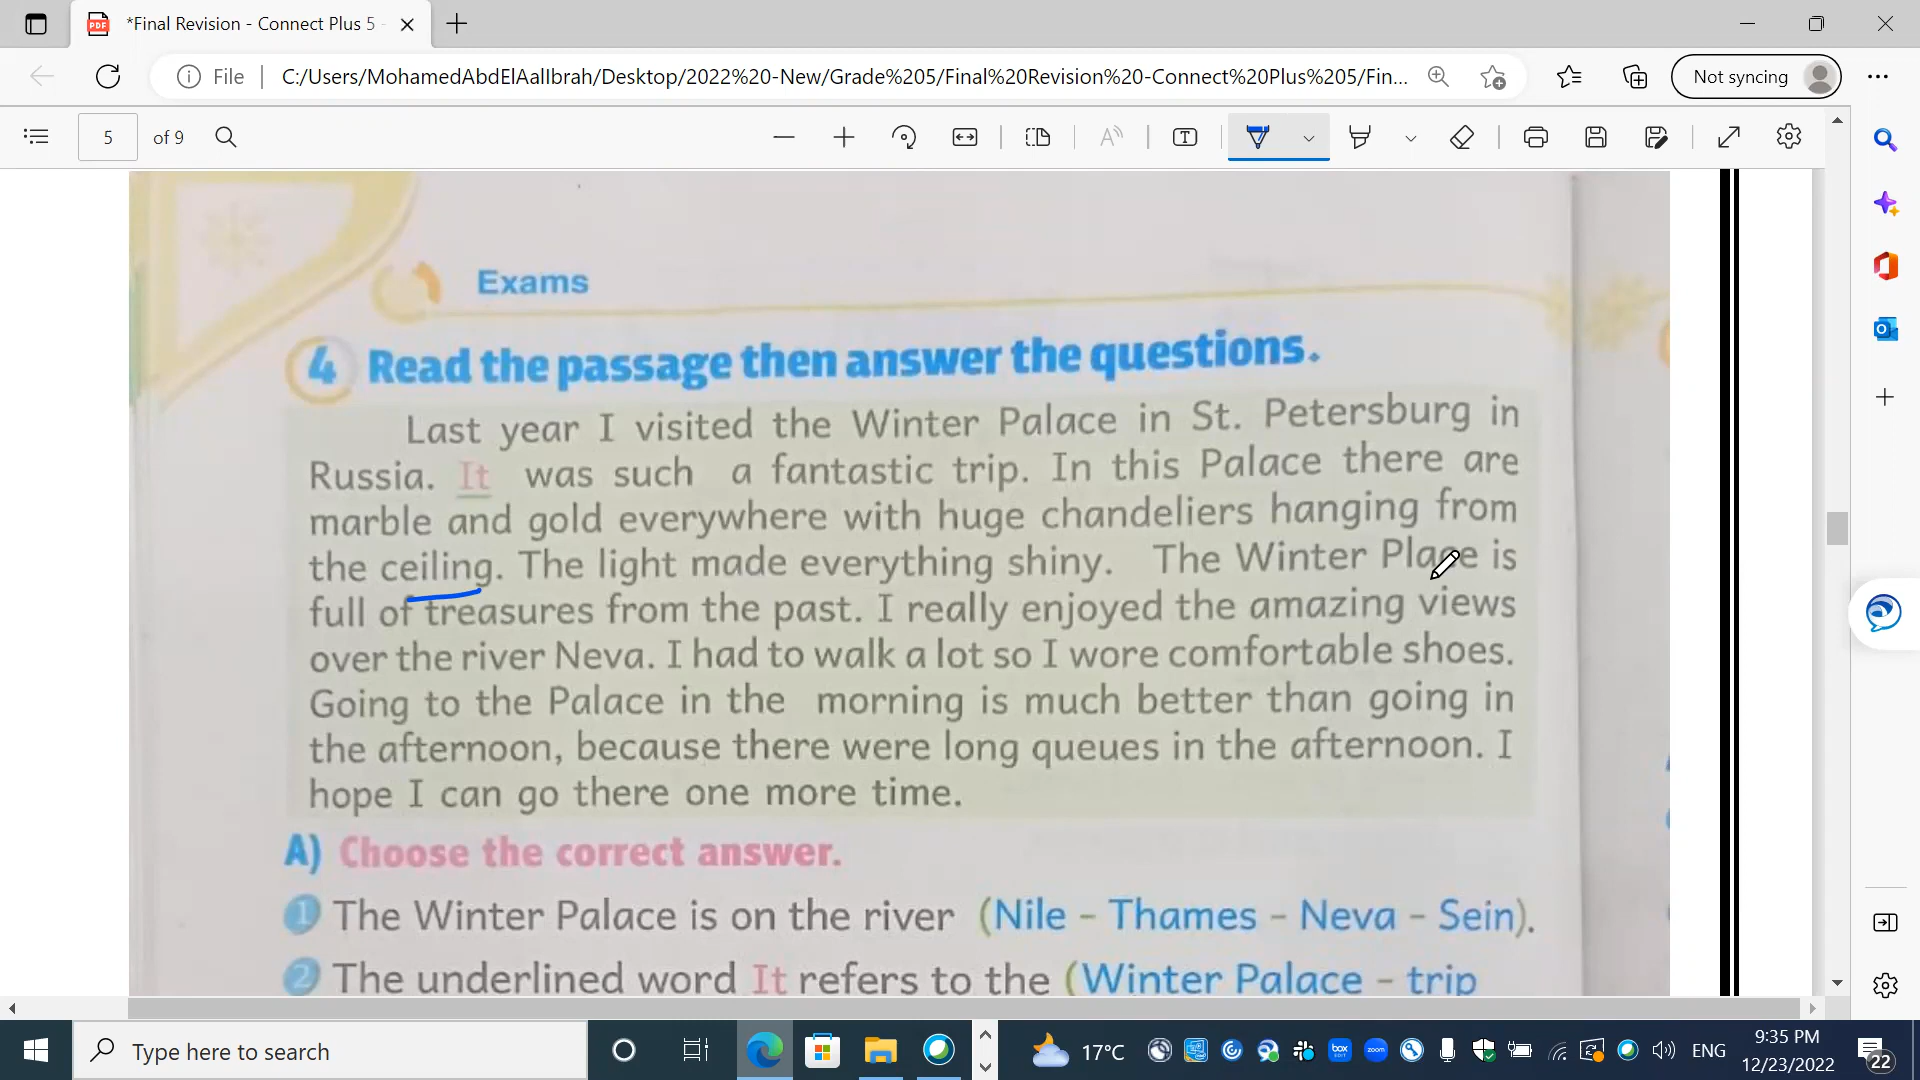 *Final Revision - Connect Plus 5 -
File
C:/Users/MohamedAbdElAalIbrah/Desktop/2022%20-New/Grade%205/Final%20Revision%20-Connect%20Plus%205/Fin...
Not syncing
5 of 9
Exams
4 Read the passage then answer the questions.
Last year I visited the Winter Palace in St. Petersburg in
Russia. It was such a fantastic trip. In this Palace there are
marble and gold everywhere with huge chandeliers hanging from
the ceiling. The light made everything shiny. The Winter Place is
full of treasures from the past. I really enjoyed the amazing views
over the river Neva. I had to walk a lot so I wore comfortable shoes.
Going to the Palace in the morning is much better than going in
the afternoon, because there were long queues in the afternoon. I
hope I can go there one more time.
A) Choose the correct answer.
1 The Winter Palace is on the river (Nile - Thames - Neva - Sein).
2 The underlined word It refers to the (Winter Palace - trip
Type here to search
17°C
ENG
9:35 PM
12/23/2022
22